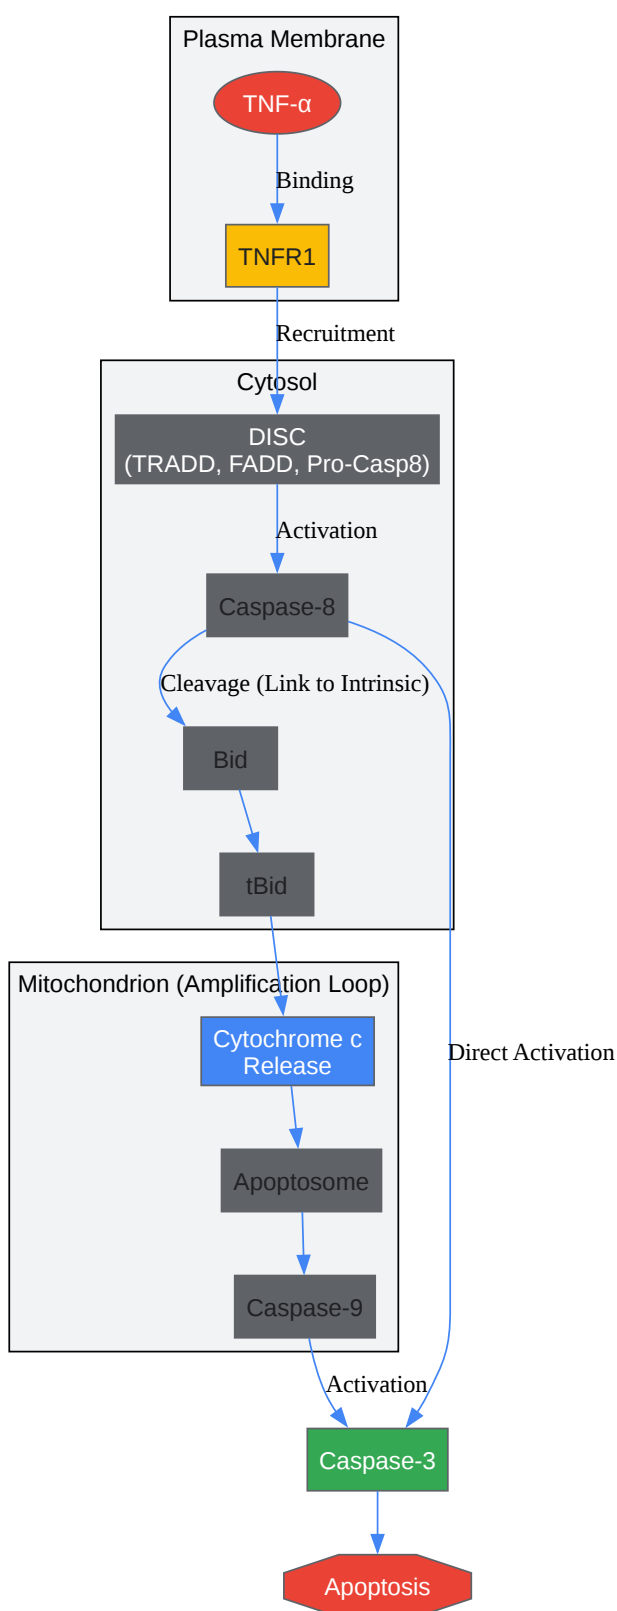 Plasma Membrane
TNF-α
Binding
TNFR1
Recruitment
Cytosol
DISC
(TRADD, FADD, Pro-Casp8)
Activation
Caspase-8
Cleavage (Link to Intrinsic)
Bid
tBid
Mitochondrion (Amplification Loop)
Cytochrome c
Release
Direct Activation
Apoptosome
Caspase-9
Activation
Caspase-3
Apoptosis